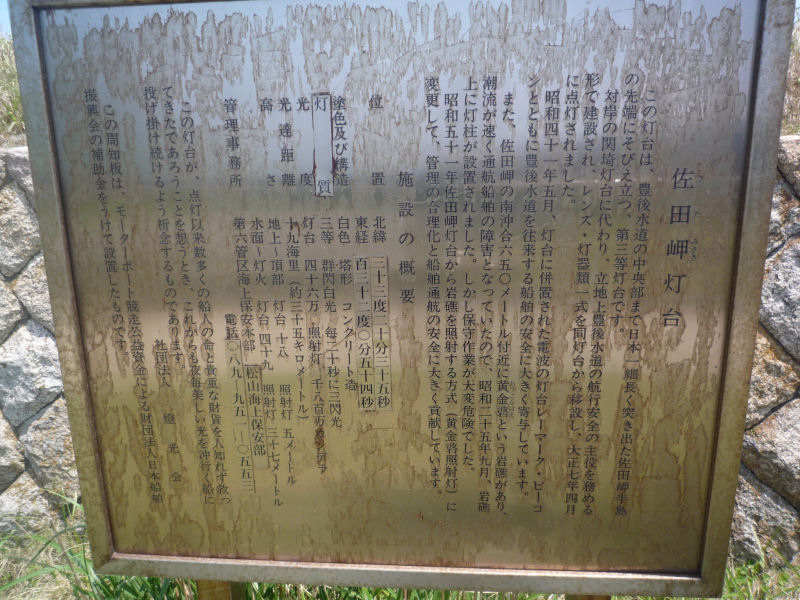 佐田岬灯台
この灯台は、豊後水道の中央部まで日本一細長く突き出た佐田岬半島
の先端にそびえ立つ、第三等灯台です。
対岸の関埼灯台に代わり、立地上豊後水道の航行安全の主役を務める
形で建設され、レンズ・灯器類一式を同灯台から移設し、大正七年四月
に点灯されました。
昭和四十一年五月、灯台に併置された電波の灯台レーマーク・ビーコ
ンとともに豊後水道を往来する船舶の安全に大きく寄与しています。
また、佐田岬の南沖合六五〇メートル付近に黄金碆という岩礁があり、
潮流が速く通航船舶の障害となっていたので、昭和二十五年九月、岩礁
上に灯柱が設置されました。しかし保守作業が大変危険でした。
昭和五十一年佐田岬灯台から岩礁を照射する方式(黄金碆照射灯)に
変更して、管理の合理化と船舶通航の安全に大きく貢献しています。
施設の概要
位置 北緯 三十三度二十分三十五秒
東経 百三十二度〇分五十四秒
塗色及び構造 白色 塔形 コンクリート造
灯質 三等 群閃白光 毎二十秒に三閃光
光度 灯台 四十六万 照射灯 千八百万カンデラ
光達距離 十九海里(約三十五キロメートル)
高さ 地上~頂部 灯台 十八 照射灯 五メートル
水面~灯火 灯台 四十九 照射灯 三十七メートル
管理事務所 第六管区海上保安本部 松山海上保安部
電話〇八九-九五一-〇五五三
この灯台が、点灯以来数多くの船人の命と貴重な財貨を人知れず救っ
てきたであろうことを想うとき、これからも夜毎美しい光を沖行く船に
投げ掛け続けるよう祈念するものであります。
社団法人 燈光会
この周知板は、モーターボート競走公益資金による財団法人日本船舶
振興会の補助金をうけて設置したものです。